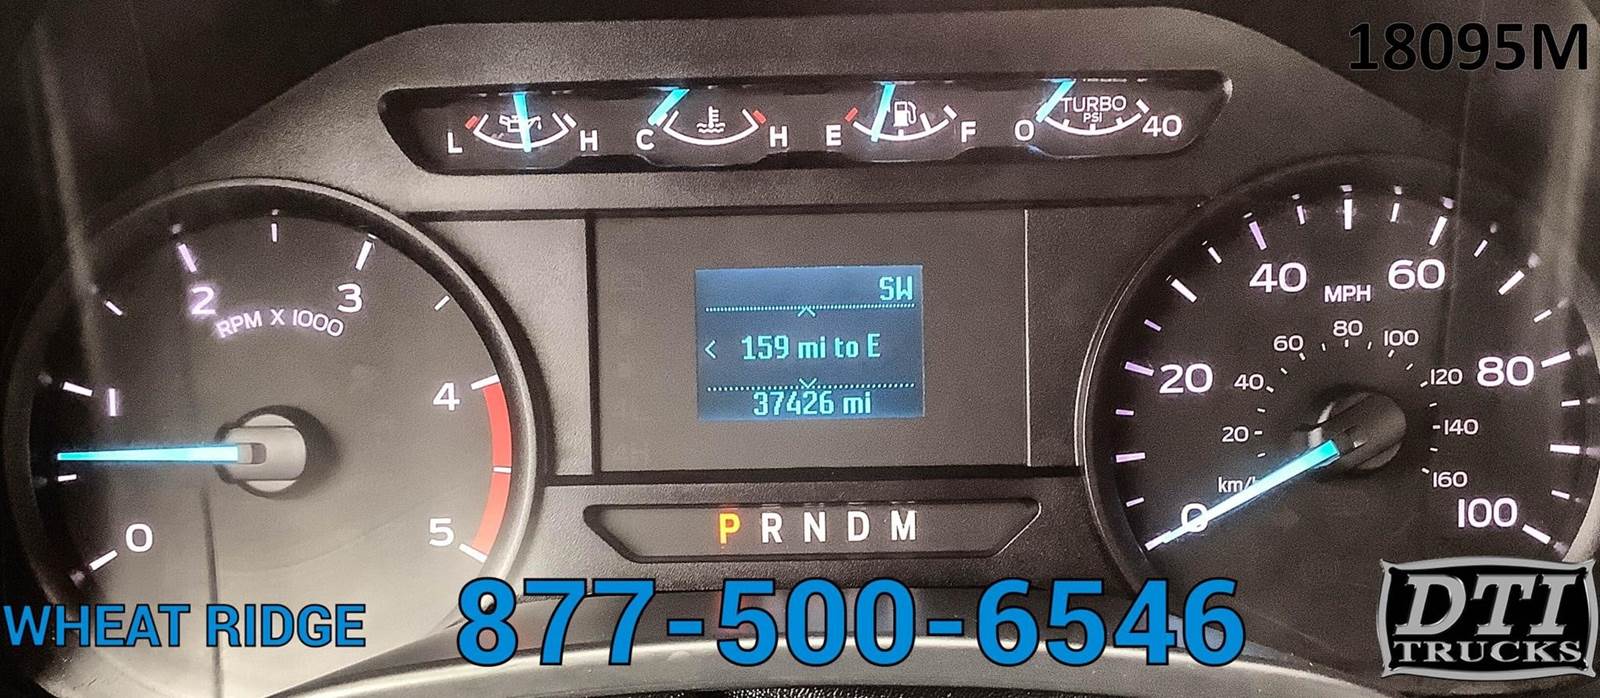 18095M
L H C H E F 0 TURBO PSI 40
SW
< 159 mi to E
37426 mi
0 1 2 3 4 5
RPM X 1000
0 20 40 60 80 100
MPH
km/h
20 40 60 80 100 120 140 160
P R N D M
WHEAT RIDGE
877-500-6546
DTI
TRUCKS